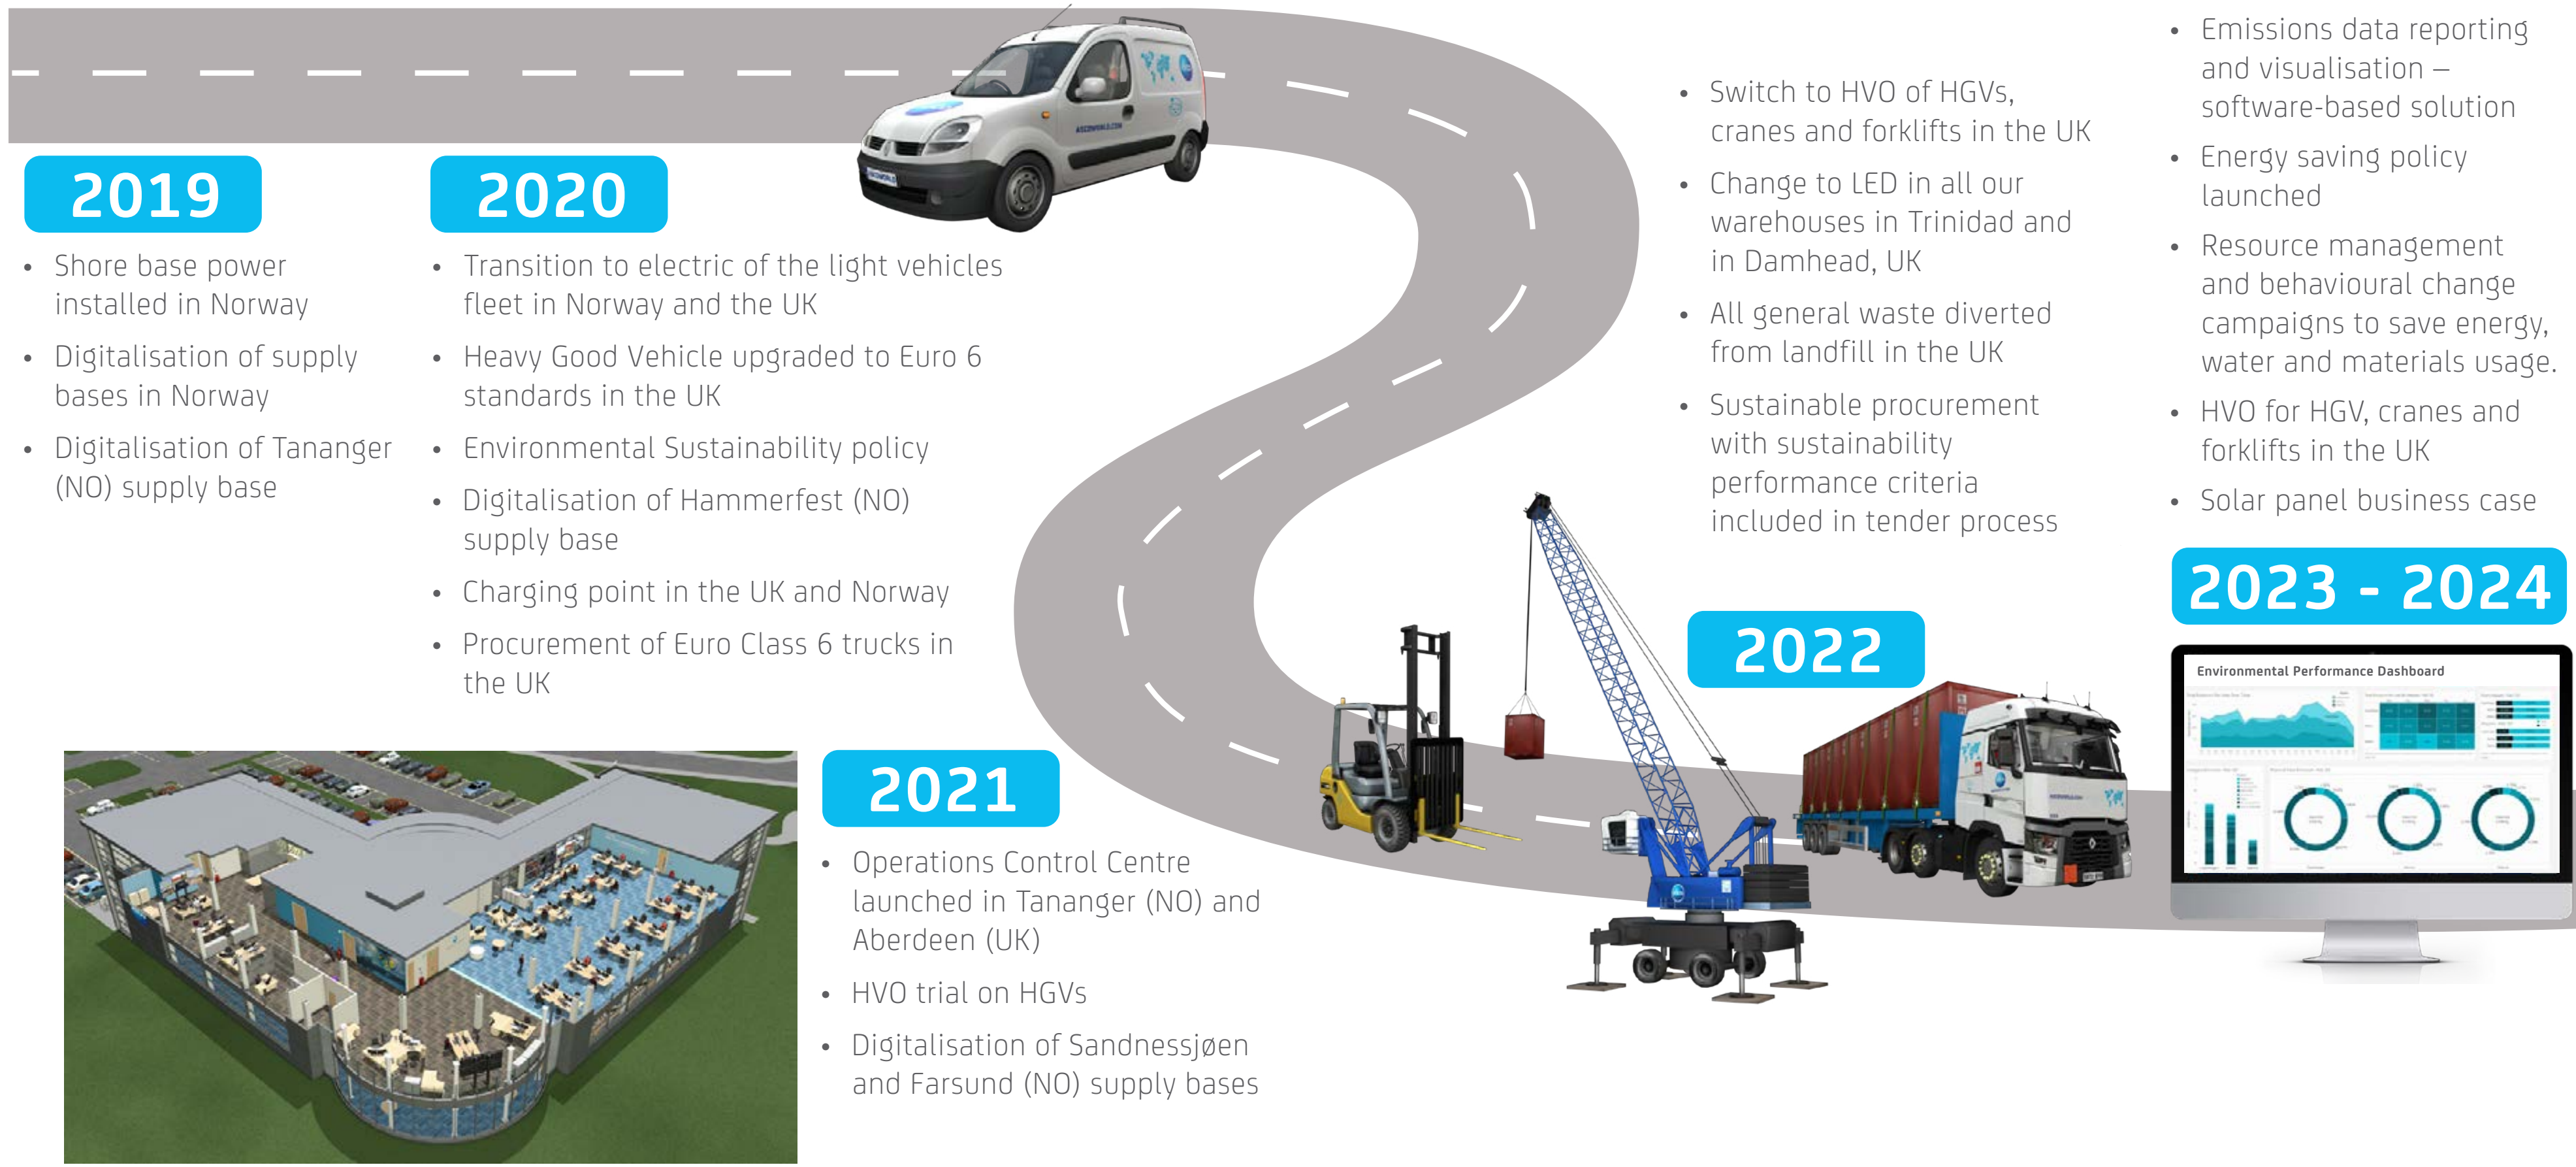 2019
• Shore base power
installed in Norway
• Digitalisation of supply
bases in Norway
• Digitalisation of Tananger
(NO) supply base
2020
• Transition to electric of the light vehicles
fleet in Norway and the UK
• Heavy Good Vehicle upgraded to Euro 6
standards in the UK
• Environmental Sustainability policy
• Digitalisation of Hammerfest (NO)
supply base
• Charging point in the UK and Norway
• Procurement of Euro Class 6 trucks in
the UK
ASCOWORLD.COM
2021
• Operations Control Centre
launched in Tananger (NO) and
Aberdeen (UK)
• HVO trial on HGVs
• Digitalisation of Sandnessjøen
and Farsund (NO) supply bases
• Switch to HVO of HGVs,
cranes and forklifts in the UK
• Change to LED in all our
warehouses in Trinidad and
in Damhead, UK
• All general waste diverted
from landfill in the UK
• Sustainable procurement
with sustainability
performance criteria
included in tender process
2022
• Emissions data reporting
and visualisation –
software-based solution
• Energy saving policy
launched
• Resource management
and behavioural change
campaigns to save energy,
water and materials usage.
• HVO for HGV, cranes and
forklifts in the UK
• Solar panel business case
2023 - 2024
Environmental Performance Dashboard